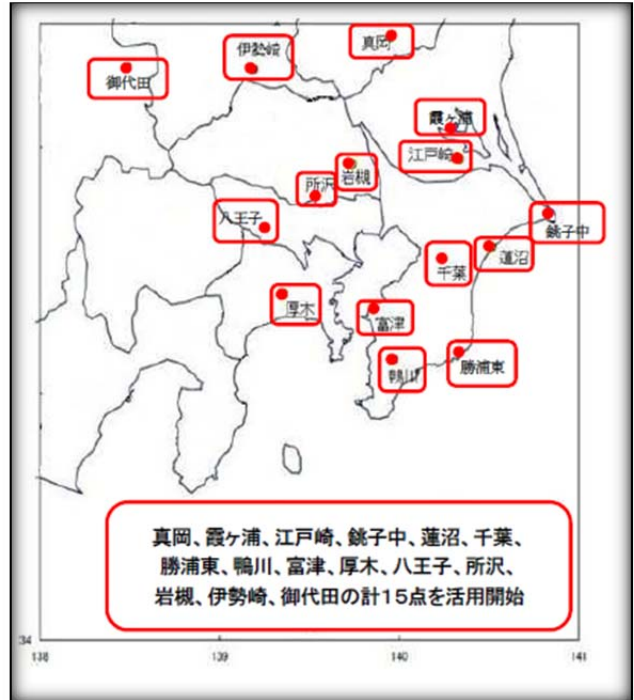 真岡
伊勢崎
御代田
霞ヶ浦
江戸崎
岩槻
所沢
八王子
銚子中
蓮沼
千葉
厚木
富津
勝浦東
鴨川
真岡、霞ヶ浦、江戸崎、銚子中、蓮沼、千葉、
勝浦東、鴨川、富津、厚木、八王子、所沢、
岩槻、伊勢崎、御代田の計15点を活用開始
34
138
139
140
141